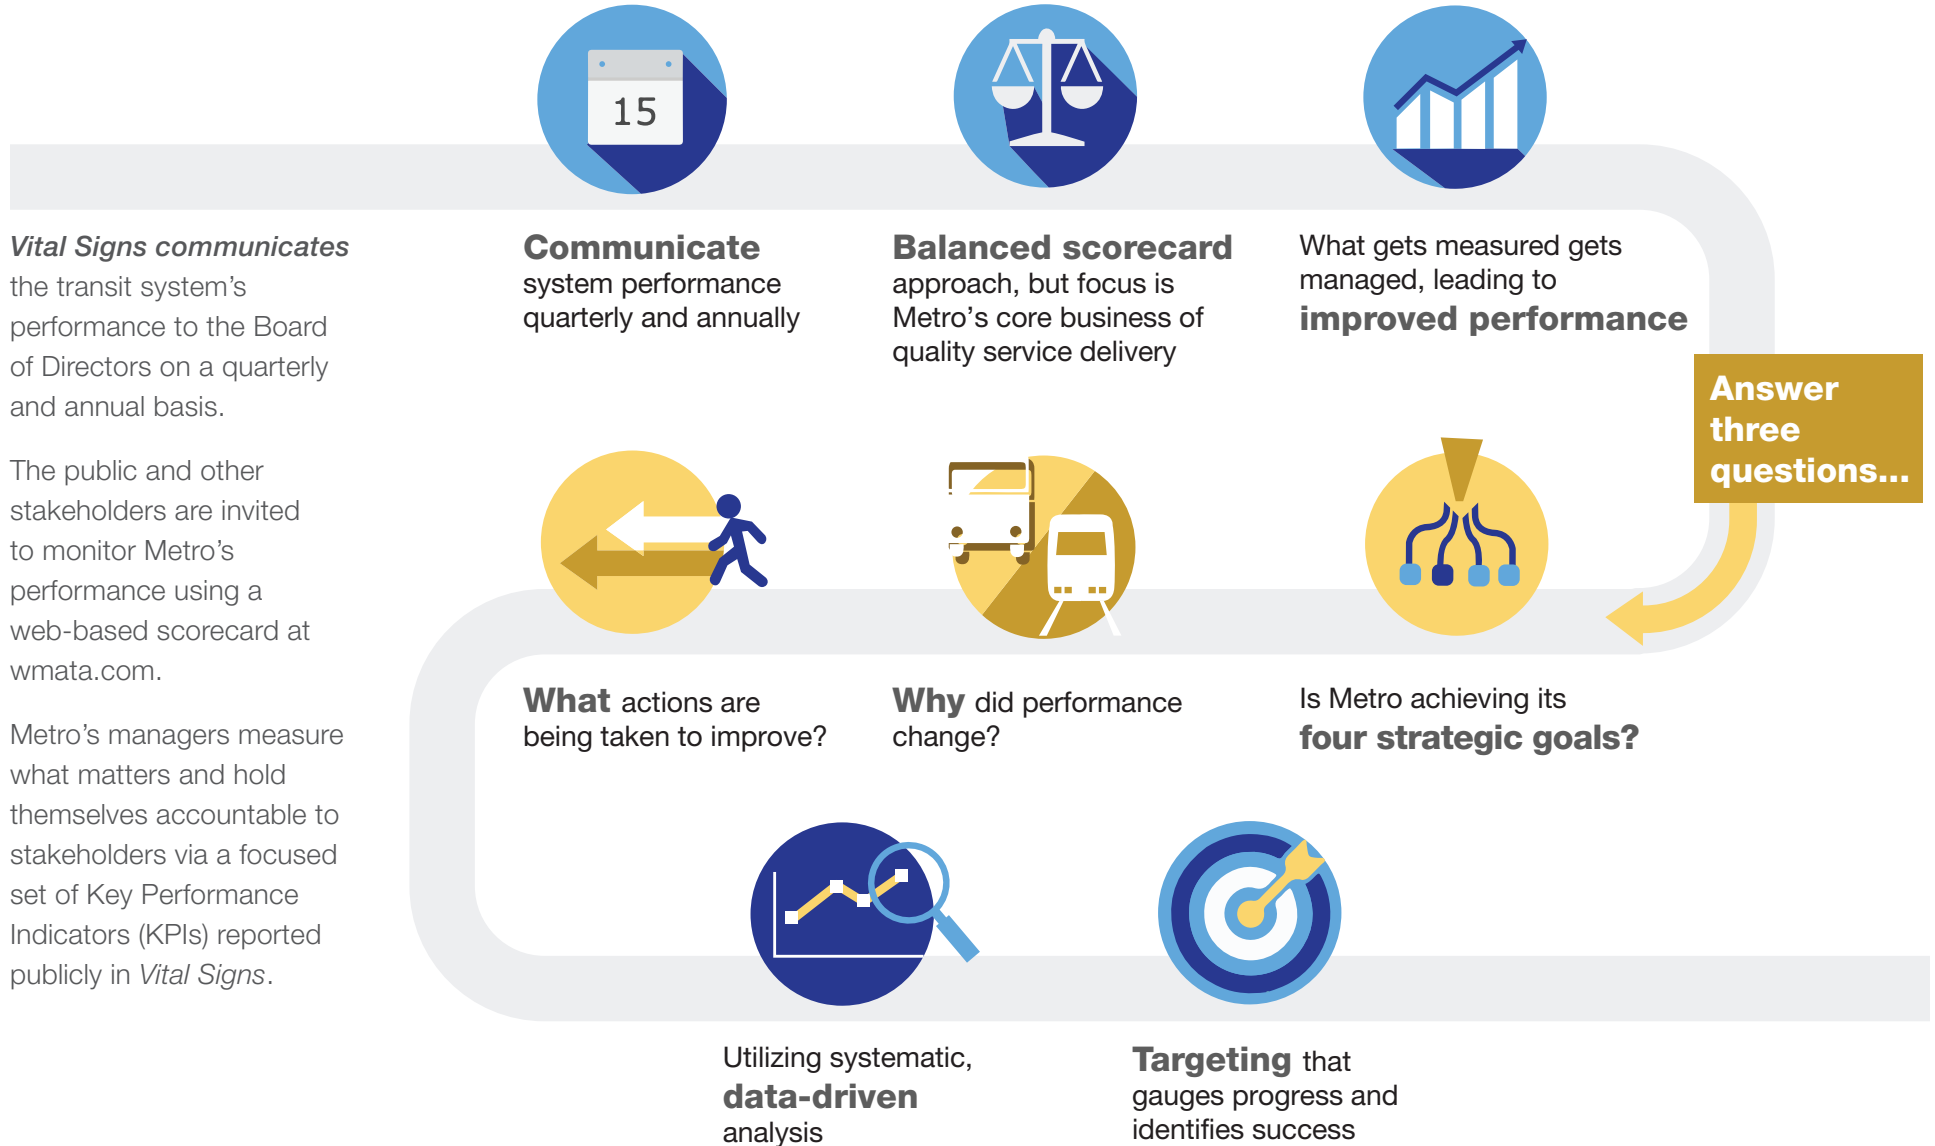 Vital Signs communicates
the transit system’s
performance to the Board
of Directors on a quarterly
and annual basis.
The public and other
stakeholders are invited
to monitor Metro’s
performance using a
web-based scorecard at
wmata.com.
Metro’s managers measure
what matters and hold
themselves accountable to
stakeholders via a focused
set of Key Performance
Indicators (KPIs) reported
publicly in Vital Signs.
15
Communicate
system performance
quarterly and annually
Balanced scorecard
approach, but focus is
Metro’s core business of
quality service delivery
What gets measured gets
managed, leading to
improved performance
Answer
three
questions...
Is Metro achieving its
four strategic goals?
Why did performance
change?
What actions are
being taken to improve?
Utilizing systematic,
data-driven
analysis
Targeting that
gauges progress and
identifies success